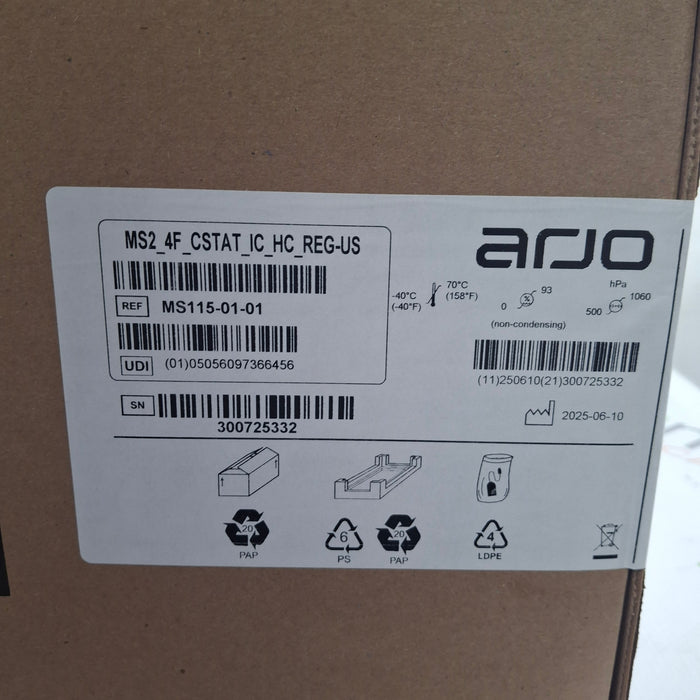 MS2_4F_CSTAT_IC_HC_REG-US
REF MS115-01-01
UDI (01)05056097366456
SN
300725332
arjo
-40°C
(-40°F)
70°C
(158°F)
0 % 93
(non-condensing)
hPa
500 1060
(11)250610(21)300725332
2025-06-10
20
PAP
6
PS
20
PAP
4
LDPE